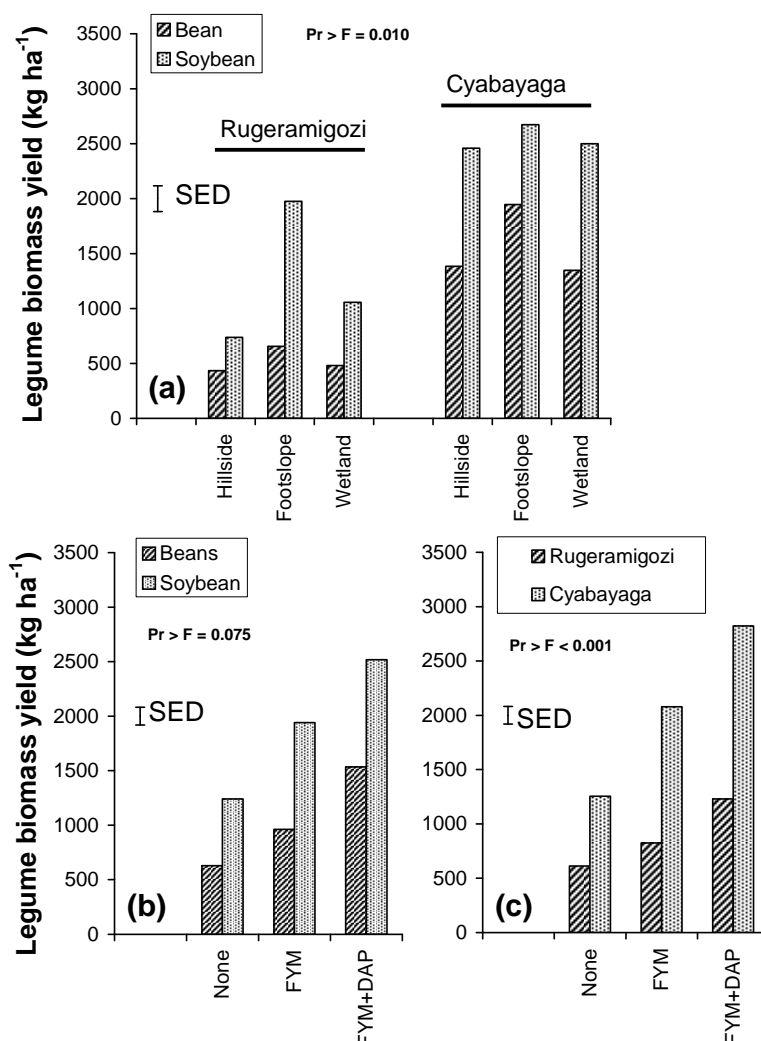 Legume biomass yield (kg ha⁻¹)
3500
3000
2500
2000
1500
1000
500
0
Bean
Soybean
Pr > F = 0.010
Rugeramigozi
Cyabayaga
SED
(a)
Hillside
Footslope
Wetland
Hillside
Footslope
Wetland
Legume biomass yield (kg ha⁻¹)
3500
3000
2500
2000
1500
1000
500
0
Beans
Soybean
Pr > F = 0.075
SED
(b)
None
FYM
FYM+DAP
3500
3000
2500
2000
1500
1000
500
0
Rugeramigozi
Cyabayaga
Pr > F < 0.001
SED
(c)
None
FYM
FYM+DAP